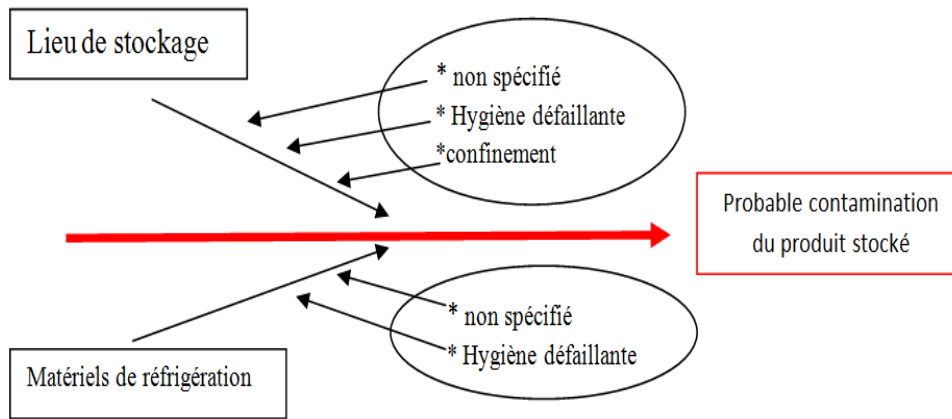 Lieu de stockage
* non spécifié
* Hygiène défaillante
*confinement
Probable contamination
du produit stocké
* non spécifié
* Hygiène défaillante
Matériels de réfrigération